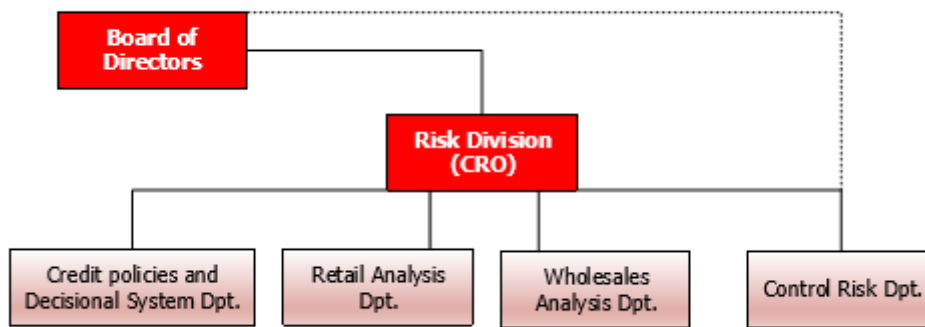 Board of
Directors
Risk Division
(CRO)
Credit policies and
Decisional System Dpt.
Retail Analysis
Dpt.
Wholesales
Analysis Dpt.
Control Risk Dpt.